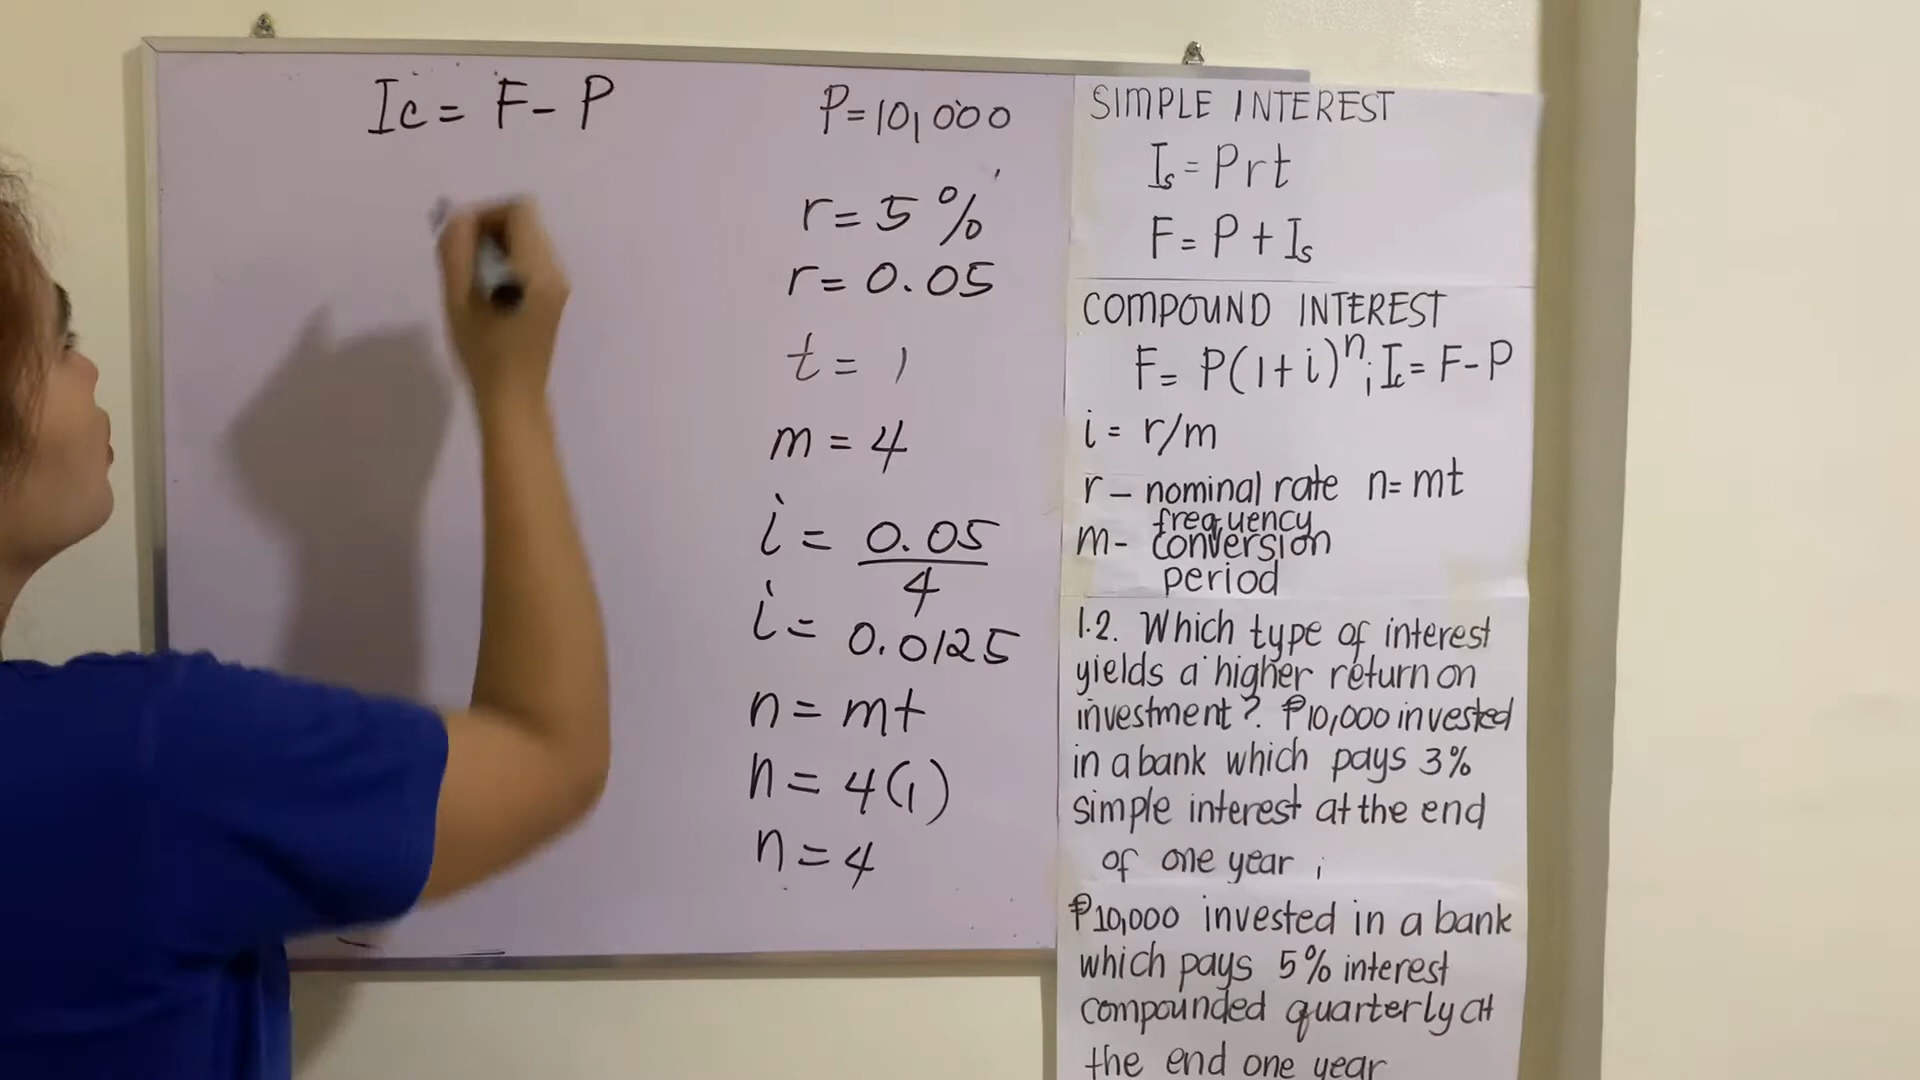 Ic = F - P
P=10,000
r = 5%
r = 0.05
t = 1
m = 4
i = 0.05
4
i = 0.0125
n = mt
n = 4(1)
n = 4
SIMPLE INTEREST
Is = Prt
F = P + Is
COMPOUND INTEREST
F = P(1+i)ⁿ; Ic = F-P
i = r/m
r – nominal rate n= mt
frequency
m- conversion
period
1.2. Which type of interest
yields a higher return on
investment? ₱10,000 invested
in a bank which pays 3%
simple interest at the end
of one year ;
₱10,000 invested in a bank
which pays 5% interest
compounded quarterly at
the end one year